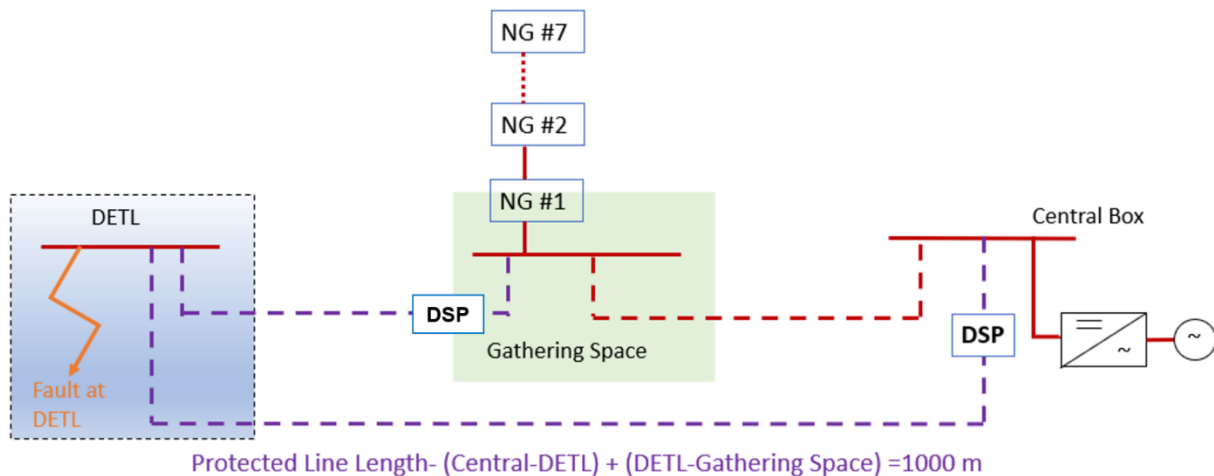 NG #7
NG #2
NG #1
DETL
Central Box
DSP
DSP
Gathering Space
~
~
Fault at
DETL
Protected Line Length- (Central-DETL) + (DETL-Gathering Space) =1000 m